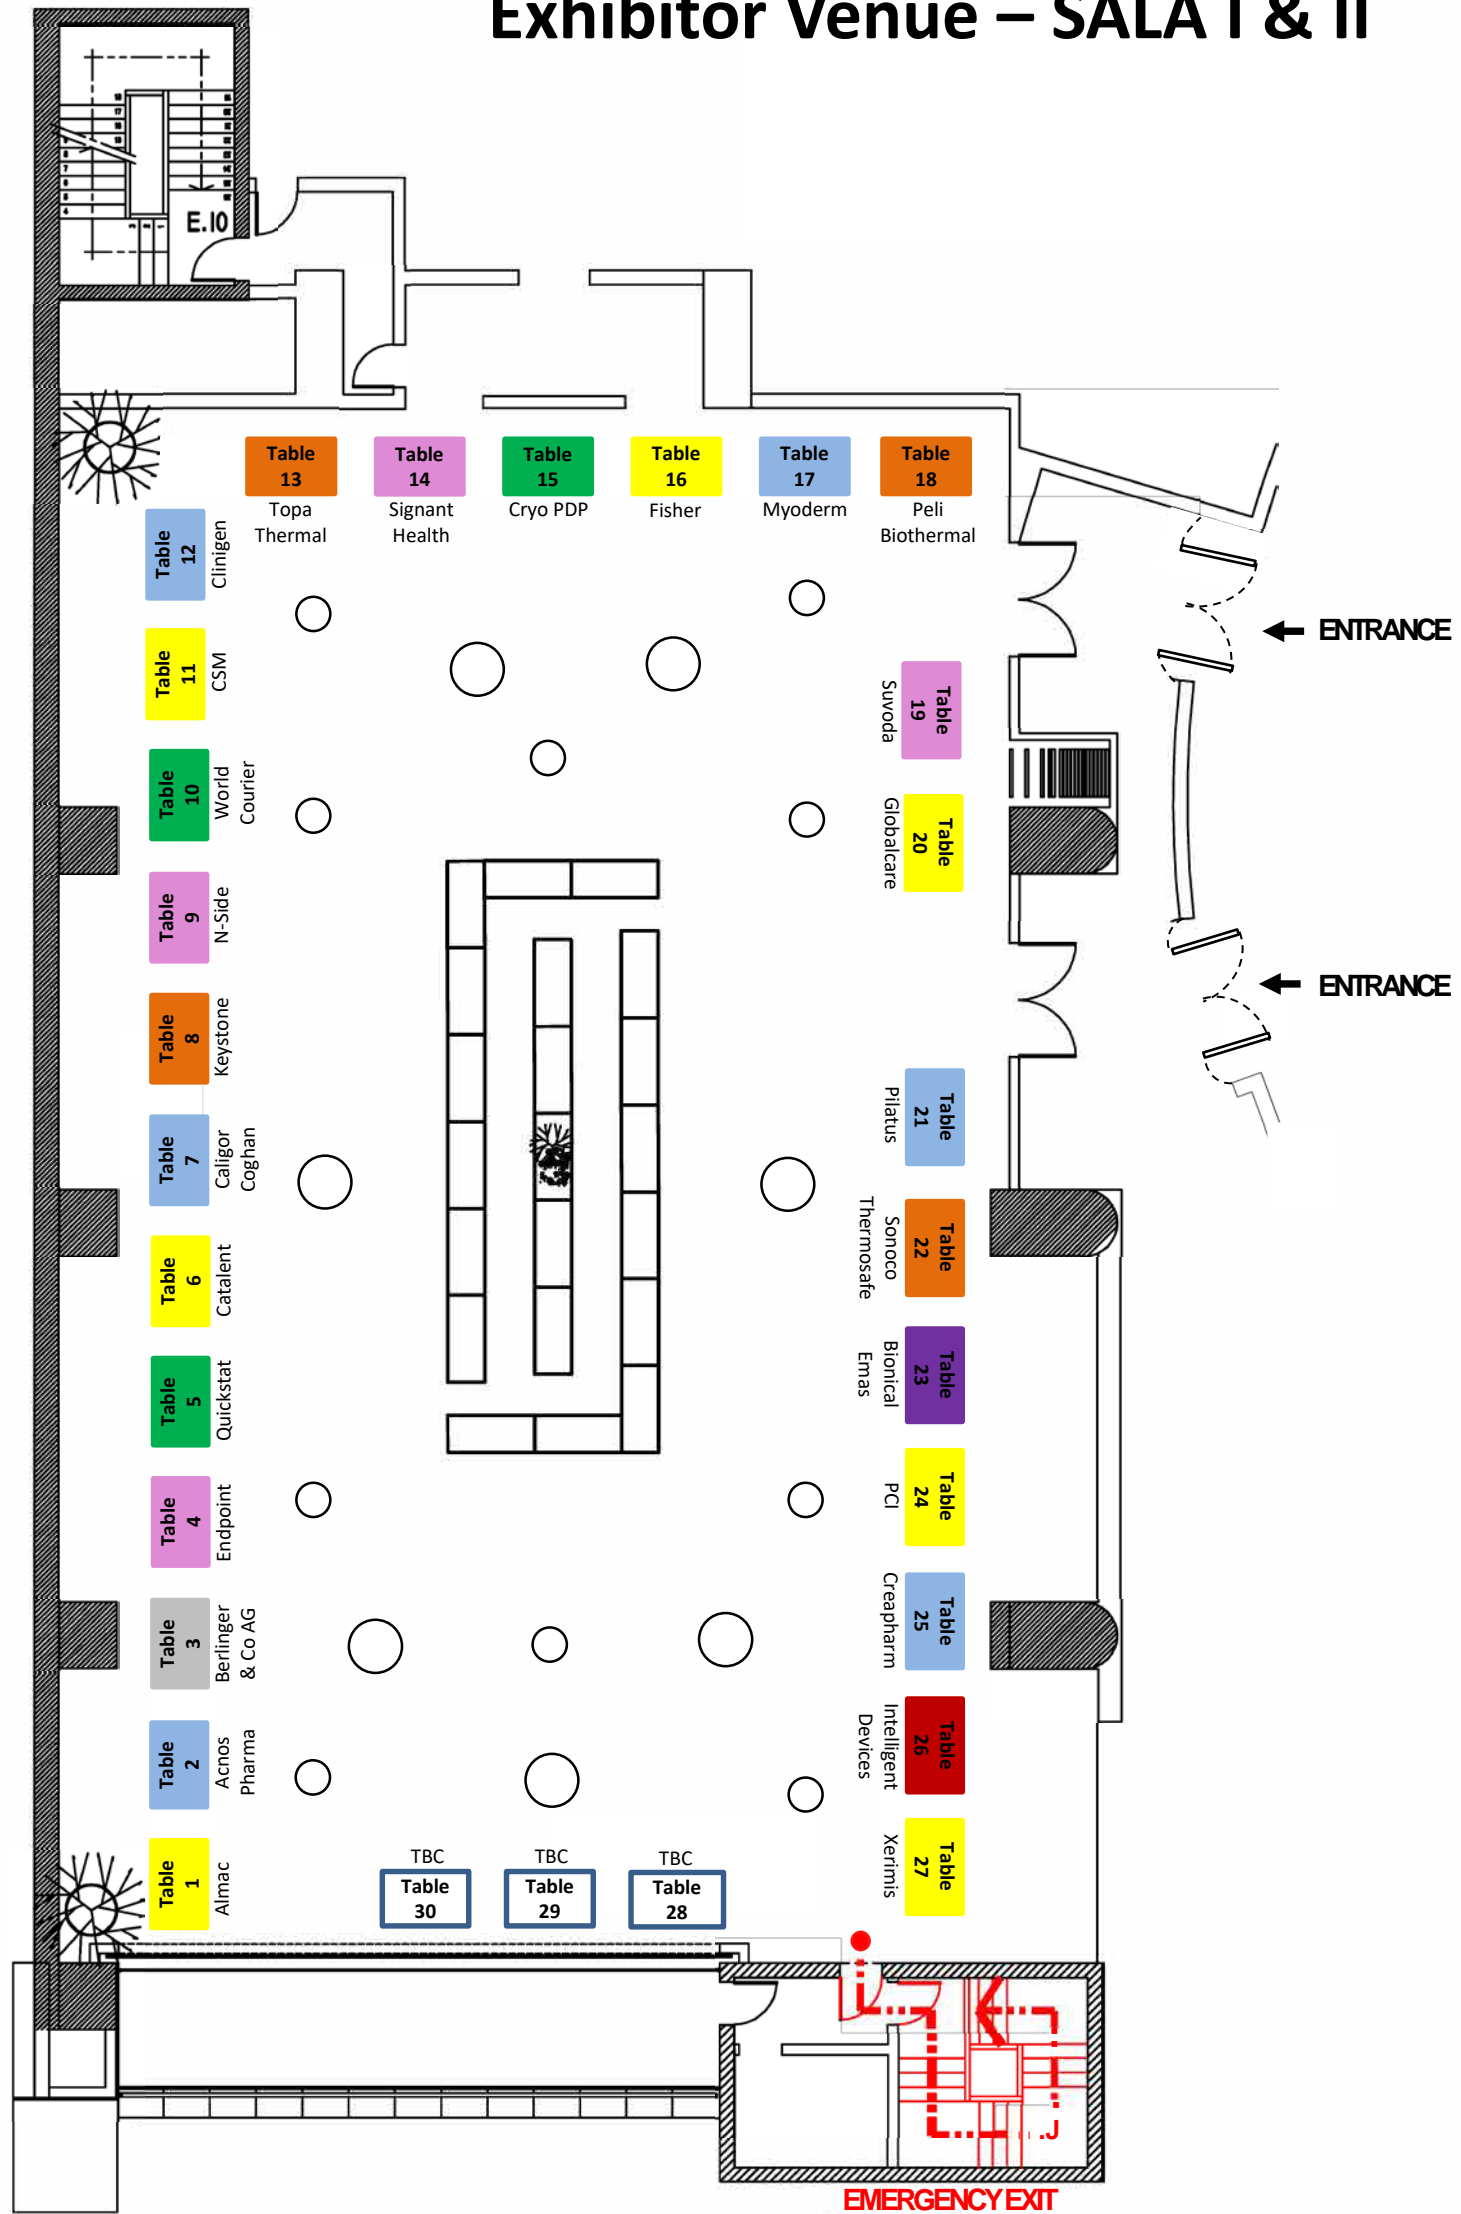 Exhibitor Venue – SALA I & II
E.10
Table
13
Topa
Thermal
Table
14
Signant
Health
Table
15
Cryo PDP
Table
16
Fisher
Table
17
Myoderm
Table
18
Peli
Biothermal
Table
12
Clinigen
Table
11
CSM
Table
10
World
Courier
Table
9
N-Side
Table
8
Keystone
Table
7
Caligor
Coghan
Table
6
Catalent
Table
5
Quickstat
Table
4
Endpoint
Table
3
Berlinger
& Co AG
Table
2
Acnos
Pharma
Table
1
Almac
ENTRANCE
Table
19
Suvoda
Table
20
Globalcare
ENTRANCE
Table
21
Pilatus
Table
22
Sonoco
Thermosafe
Table
23
Bionical
Emas
Table
24
PCI
Table
25
Creapharm
Table
26
Intelligent
Devices
Table
27
Xerimis
TBC
Table
30
TBC
Table
29
TBC
Table
28
EMERGENCY EXIT